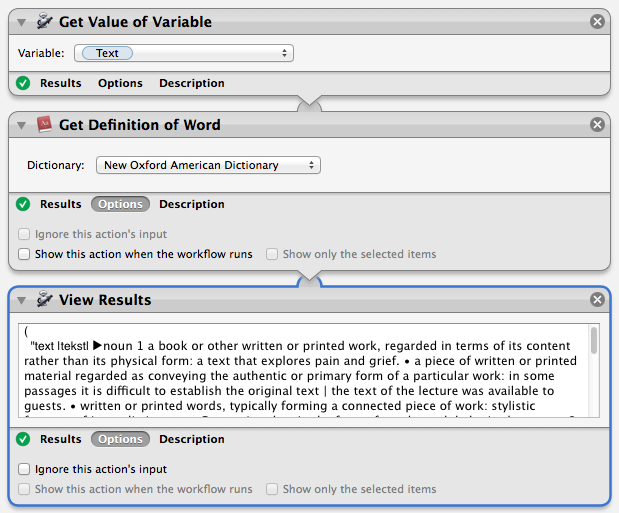 Get Value of Variable
Variable: Text
Results Options Description
Get Definition of Word
Dictionary: New Oxford American Dictionary
Results Options Description
Ignore this action's input
Show this action when the workflow runs Show only the selected items
View Results
(
"text |tekst| ▶noun 1 a book or other written or printed work, regarded in terms of its content
rather than its physical form: a text that explores pain and grief. • a piece of written or printed
material regarded as conveying the authentic or primary form of a particular work: in some
passages it is difficult to establish the original text | the text of the lecture was available to
guests. • written or printed words, typically forming a connected piece of work: stylistic
Results Options Description
Ignore this action's input
Show this action when the workflow runs Show only the selected items